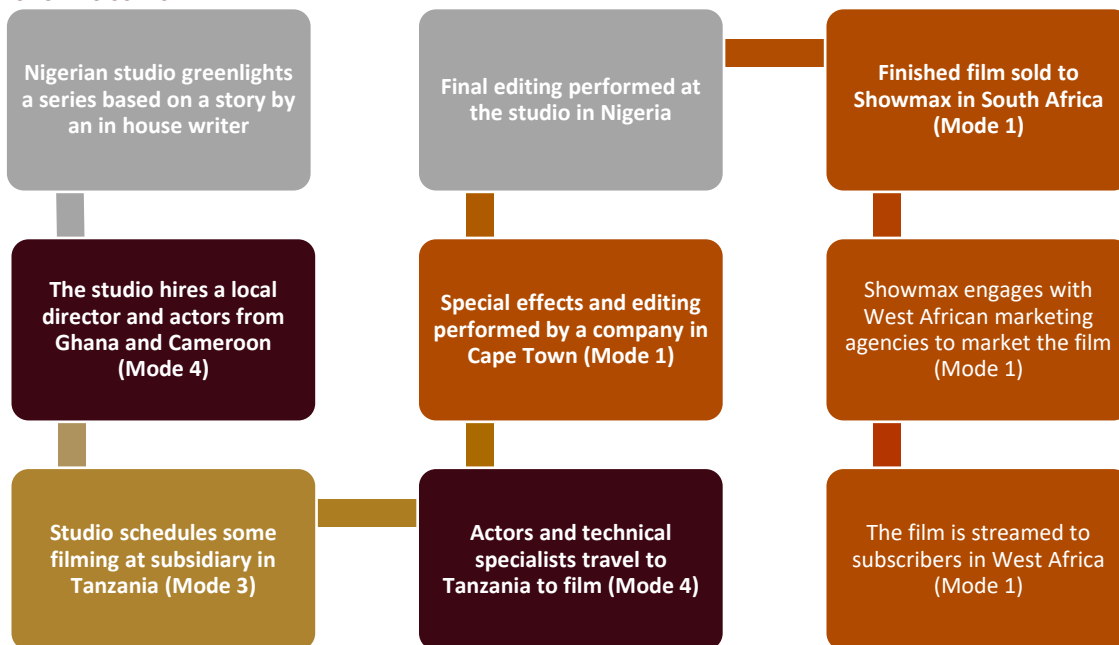 Nigerian studio greenlights
a series based on a story by
an in house writer
The studio hires a local
director and actors from
Ghana and Cameroon
(Mode 4)
Studio schedules some
filming at subsidiary in
Tanzania (Mode 3)
Actors and technical
specialists travel to
Tanzania to film (Mode 4)
Special effects and editing
performed by a company in
Cape Town (Mode 1)
Final editing performed at
the studio in Nigeria
Finished film sold to
Showmax in South Africa
(Mode 1)
Showmax engages with
West African marketing
agencies to market the film
(Mode 1)
The film is streamed to
subscribers in West Africa
(Mode 1)